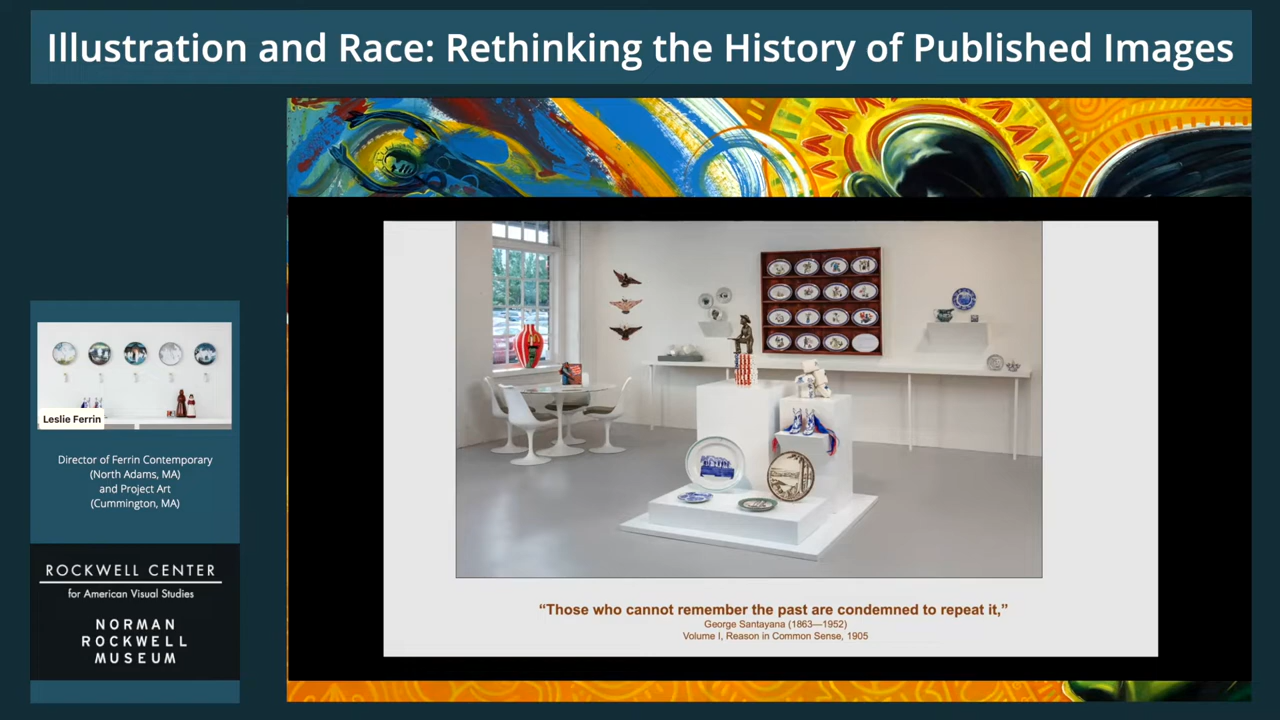 Illustration and Race: Rethinking the History of Published Images
Leslie Ferrin
Director of Ferrin Contemporary
(North Adams, MA)
and Project Art
(Cummington, MA)
ROCKWELL CENTER
for American Visual Studies
NORMAN
ROCKWELL
MUSEUM
“Those who cannot remember the past are condemned to repeat it,”
George Santayana (1863—1952)
Volume I, Reason in Common Sense, 1905